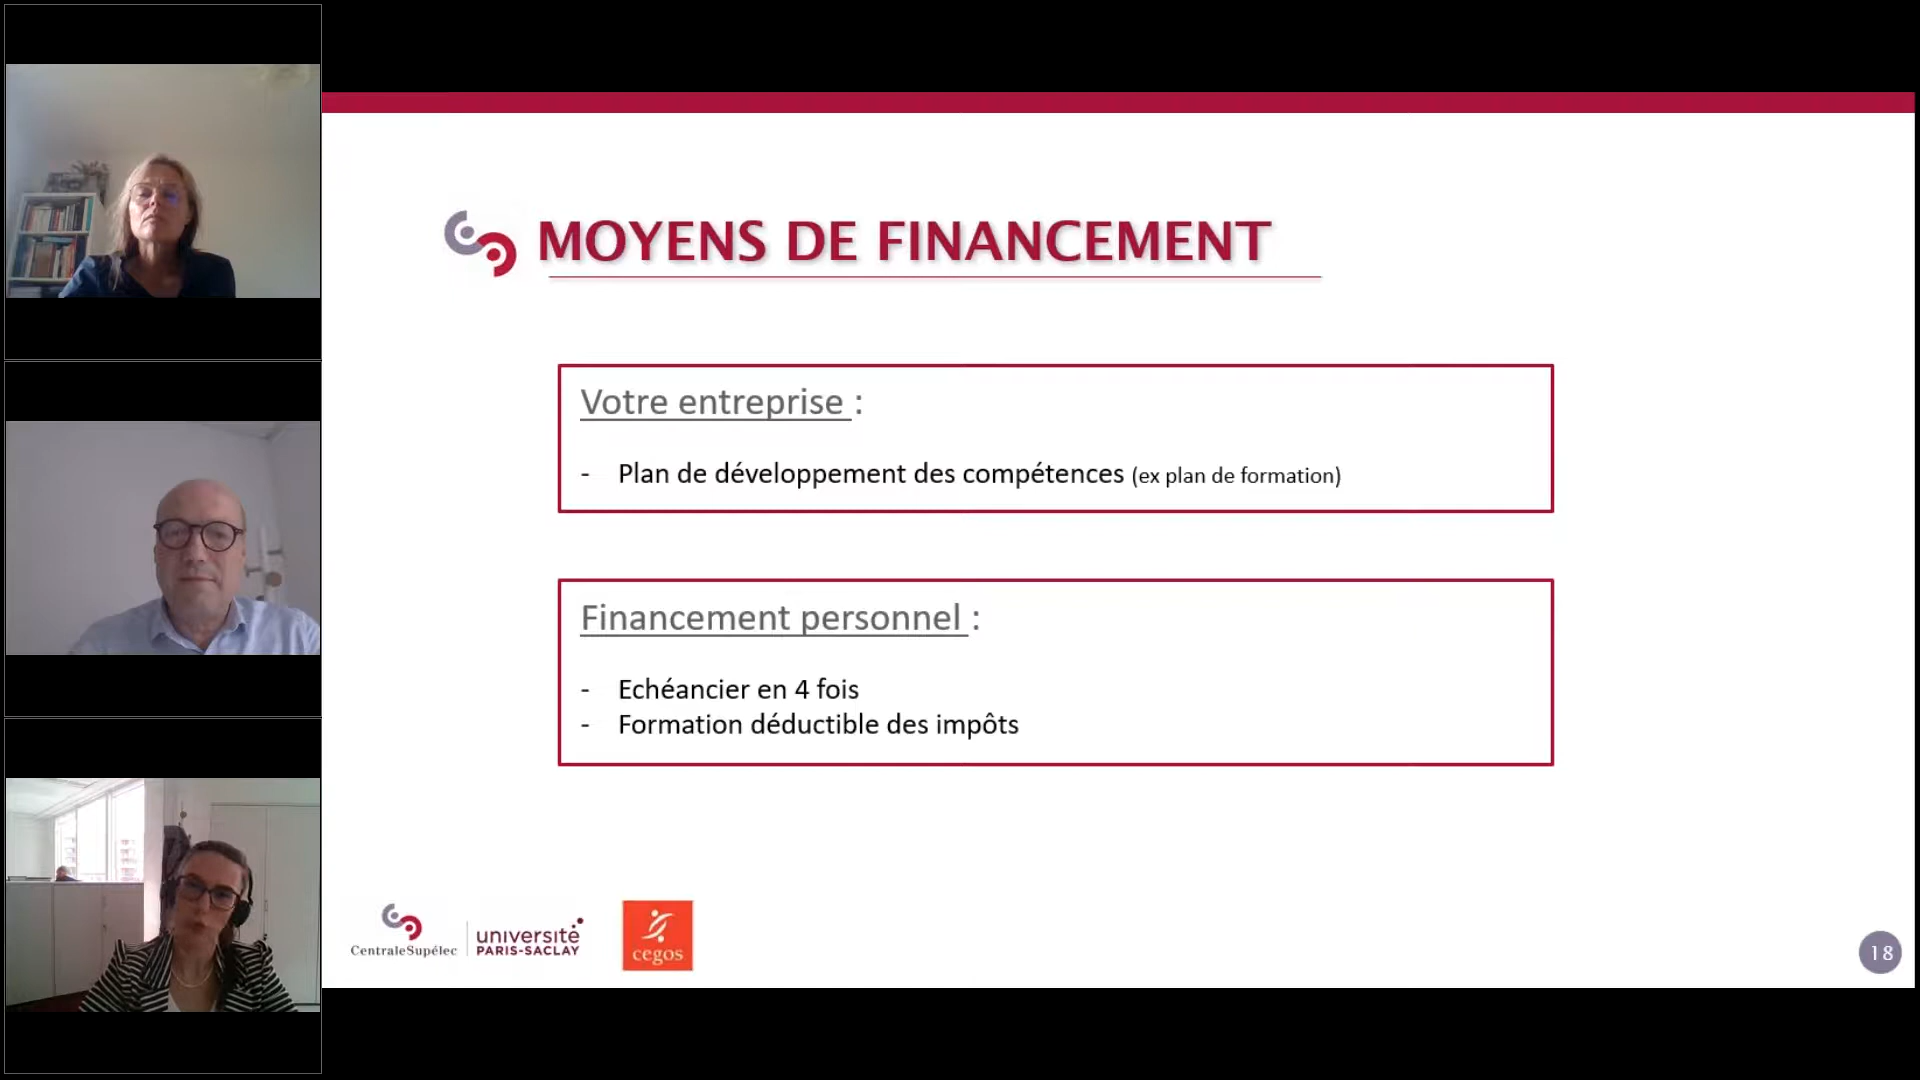 MOYENS DE FINANCEMENT
Votre entreprise :
- Plan de développement des compétences (ex plan de formation)
Financement personnel :
- Echéancier en 4 fois
- Formation déductible des impôts
CentraleSupélec
université
PARIS-SACLAY
cegos
18